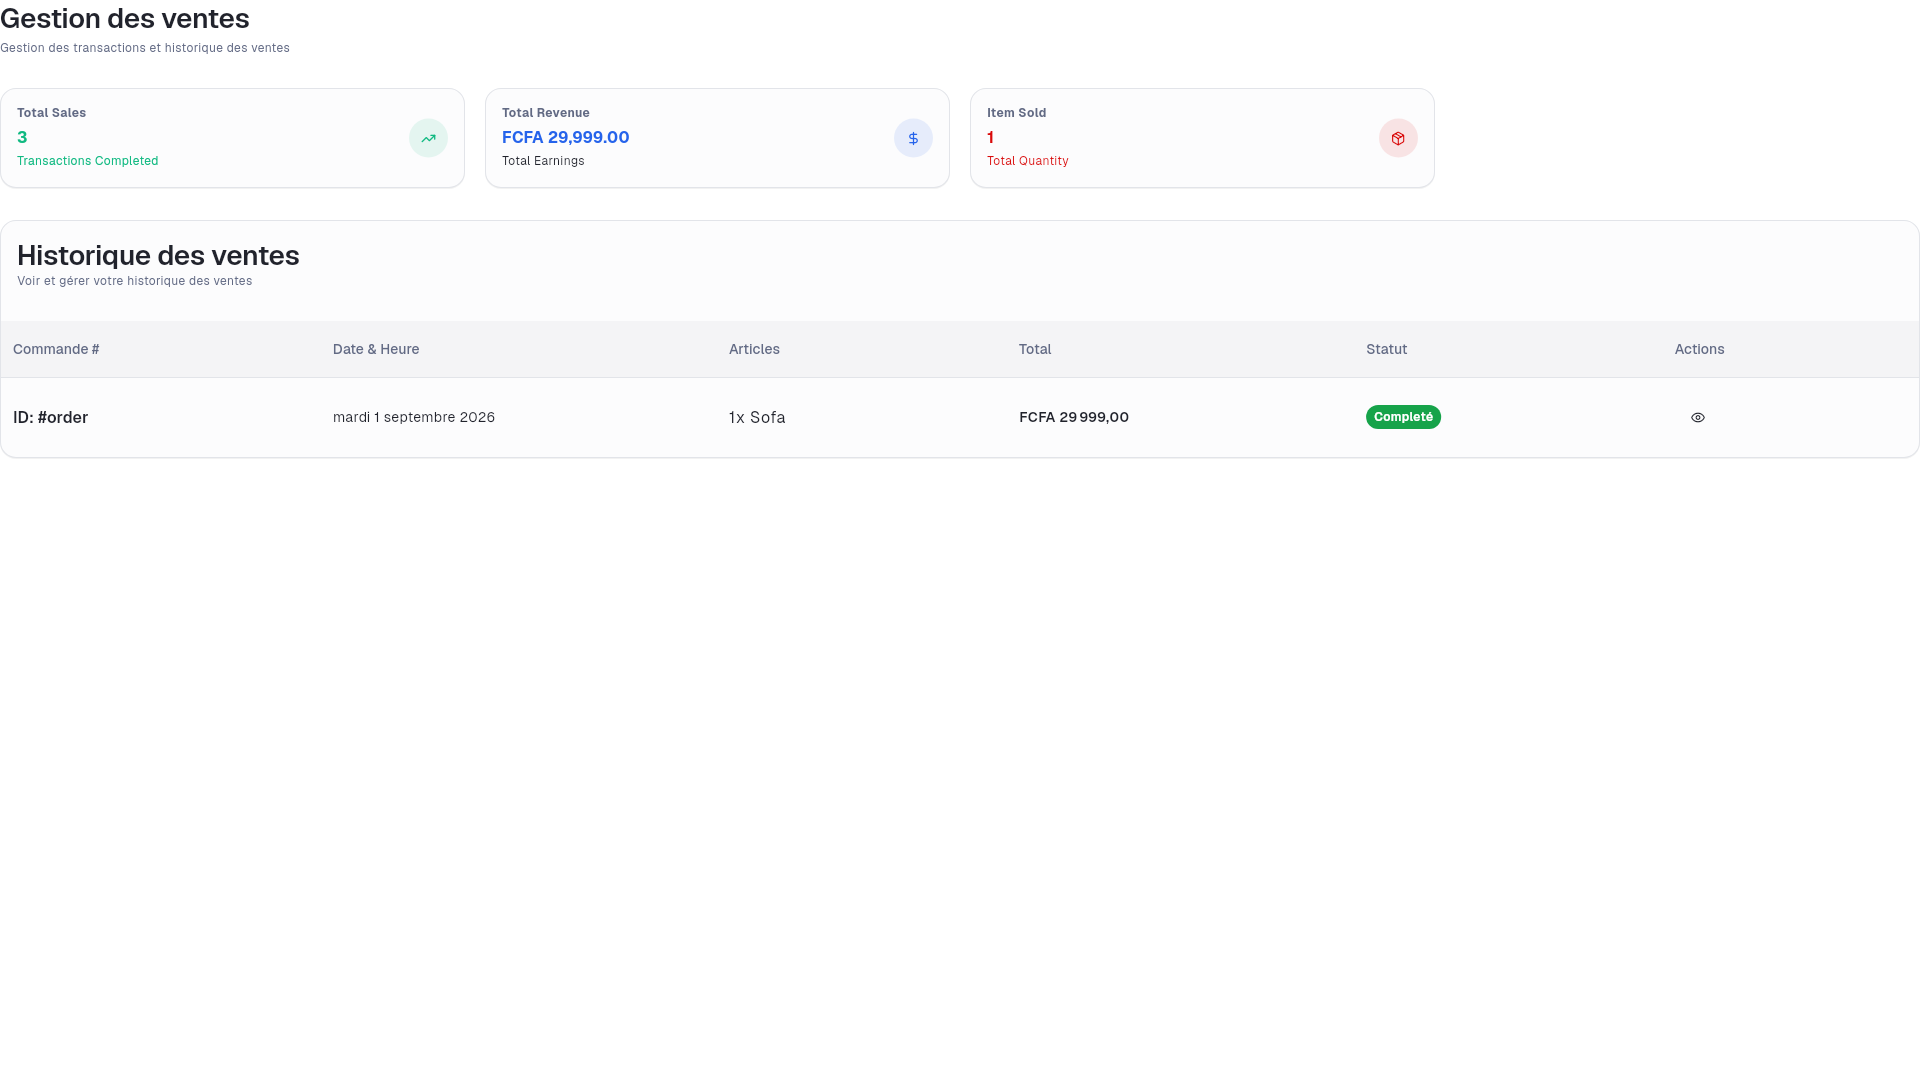 Gestion des ventes
Gestion des transactions et historique des ventes
Total Sales
3
Transactions Completed
Total Revenue
FCFA 29,999.00
Total Earnings
Item Sold
1
Total Quantity
Historique des ventes
Voir et gérer votre historique des ventes
Commande # Date & Heure Articles Total Statut Actions
ID: #order mardi 1 septembre 2026 1x Sofa FCFA 29 999,00 Completé